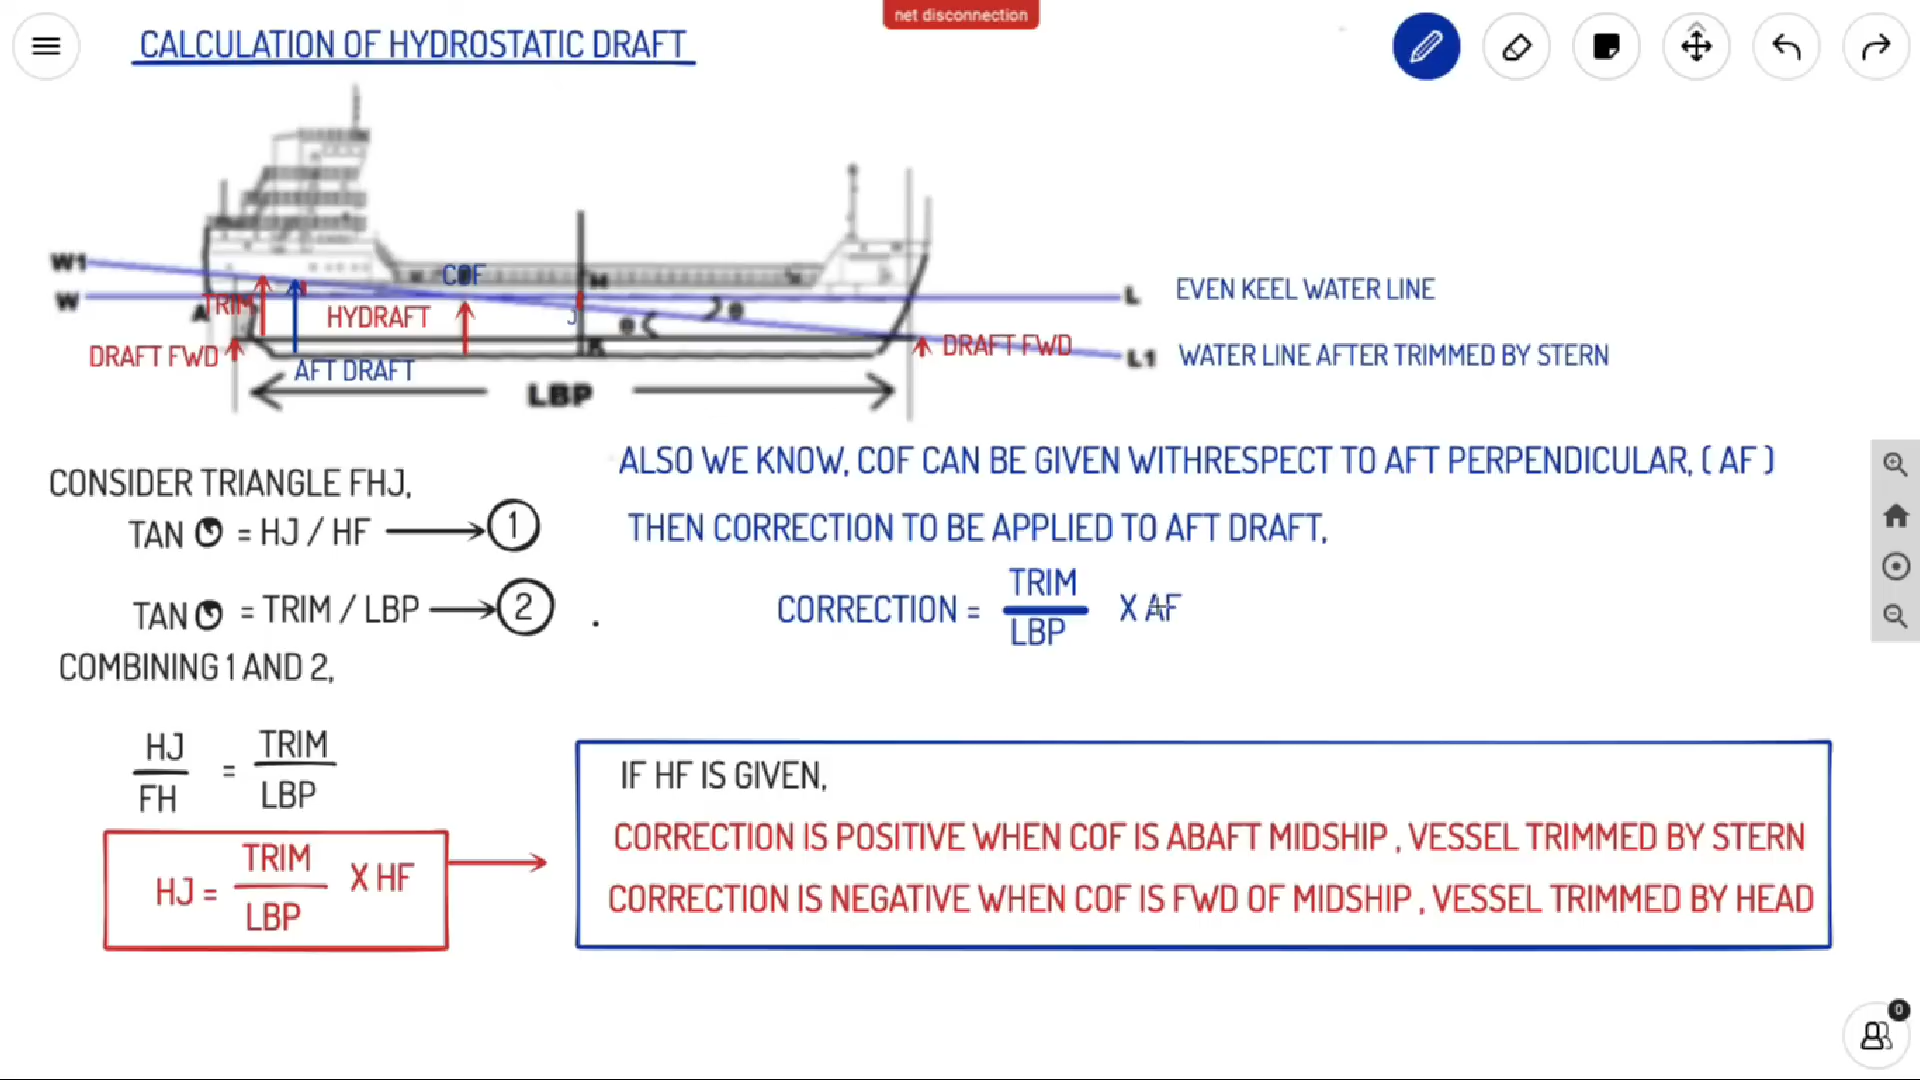 net disconnection
CALCULATION OF HYDROSTATIC DRAFT
W1
COF
W
L EVEN KEEL WATER LINE
A TRIM
HYDRAFT
J
θ
θ
DRAFT FWD
AFT DRAFT
K
DRAFT FWD
L1 WATER LINE AFTER TRIMMED BY STERN
LBP
CONSIDER TRIANGLE FHJ,
TAN = HJ / HF 1
TAN = TRIM / LBP 2 .
COMBINING 1 AND 2,
HJ
FH
=
TRIM
LBP
HJ = TRIM
LBP
X HF
ALSO WE KNOW, COF CAN BE GIVEN WITHRESPECT TO AFT PERPENDICULAR, ( AF )
THEN CORRECTION TO BE APPLIED TO AFT DRAFT,
CORRECTION = TRIM
LBP
X AF
IF HF IS GIVEN,
CORRECTION IS POSITIVE WHEN COF IS ABAFT MIDSHIP , VESSEL TRIMMED BY STERN
CORRECTION IS NEGATIVE WHEN COF IS FWD OF MIDSHIP , VESSEL TRIMMED BY HEAD
0